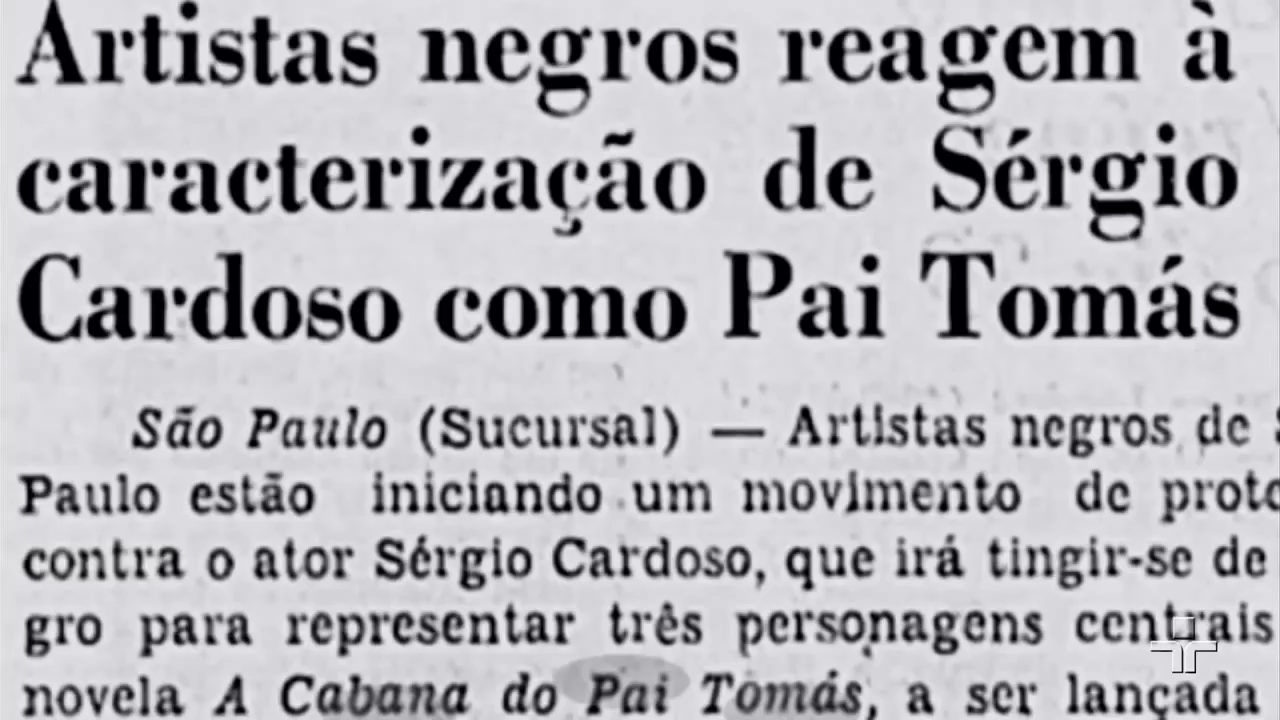 Artistas negros reagem à
caracterização de Sérgio
Cardoso como Pai Tomás
São Paulo (Sucursal) — Artistas negros de
Paulo estão iniciando um movimento de
contra o ator Sérgio Cardoso, que irá tingir-se de
gro para representar três personagens centrais
novela A Cabana do Pai Tomás, a ser lançada